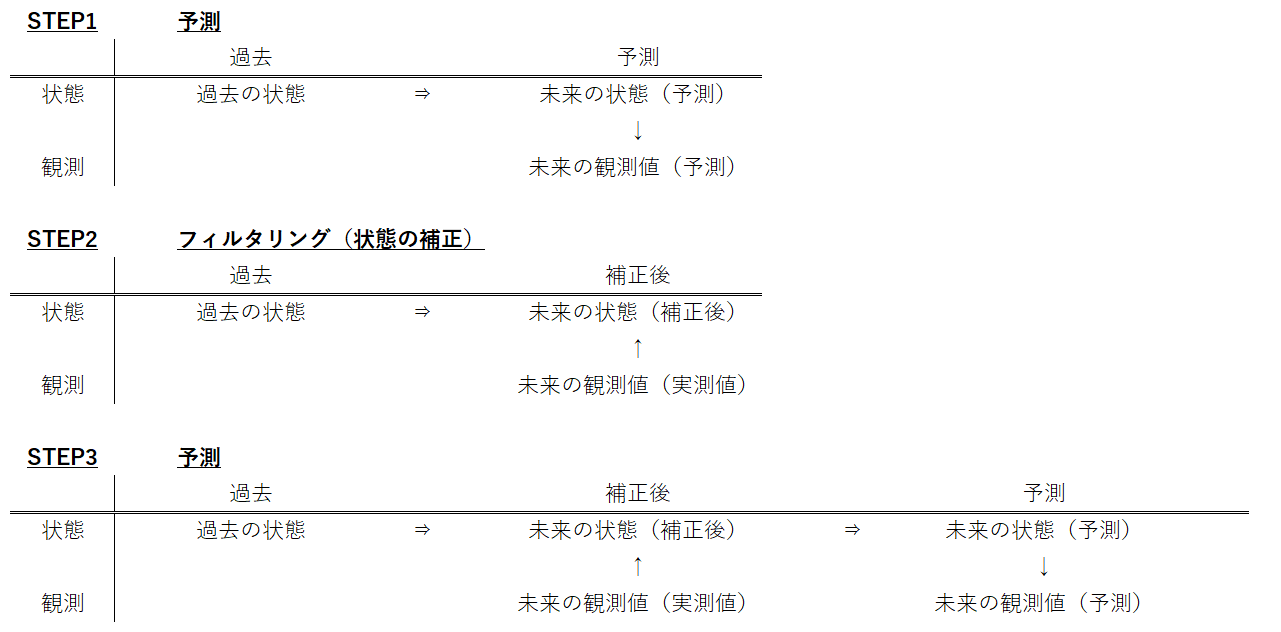 STEP1 予測
過去 予測
状態 過去の状態 ⇒ 未来の状態（予測）
↓
観測 未来の観測値（予測）
STEP2 フィルタリング（状態の補正）
過去 補正後
状態 過去の状態 ⇒ 未来の状態（補正後）
↑
観測 未来の観測値（実測値）
STEP3 予測
過去 補正後 予測
状態 過去の状態 ⇒ 未来の状態（補正後） ⇒ 未来の状態（予測）
↑ ↓
観測 未来の観測値（実測値） 未来の観測値（予測）